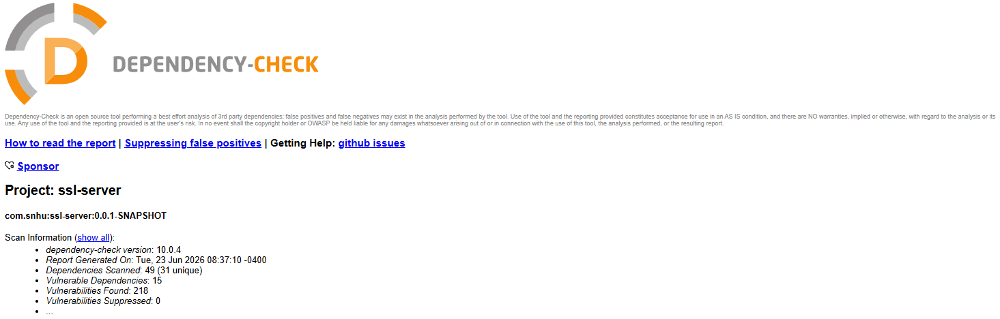 D
DEPENDENCY-CHECK
Dependency-Check is an open source tool performing a best effort analysis of 3rd party dependencies; false positives and false negatives may exist in the analysis performed by the tool. Use of the tool and the reporting provided constitutes acceptance for use in an AS IS condition, and there are NO warranties, implied or otherwise, with regard to the analysis or its
use. Any use of the tool and the reporting provided is at the user's risk. In no event shall the copyright holder or OWASP be held liable for any damages whatsoever arising out of or in connection with the use of this tool, the analysis performed, or the resulting report.
How to read the report | Suppressing false positives | Getting Help: github issues
Sponsor
Project: ssl-server
com.snhu:ssl-server:0.0.1-SNAPSHOT
Scan Information (show all):
• dependency-check version: 10.0.4
• Report Generated On: Tue, 23 Jun 2026 08:37:10 -0400
• Dependencies Scanned: 49 (31 unique)
• Vulnerable Dependencies: 15
• Vulnerabilities Found: 218
• Vulnerabilities Suppressed: 0
• ...